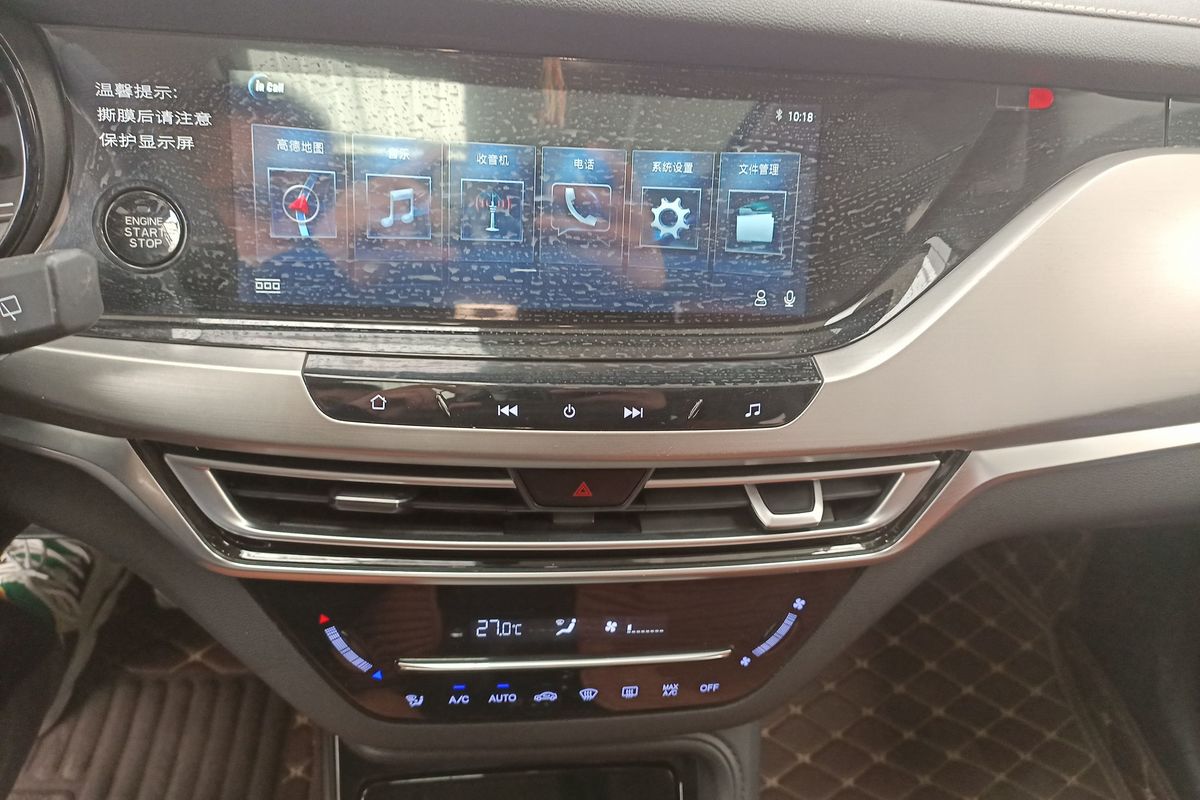 温馨提示:
撕膜后请注意
保护显示屏
In Call
10:18
高德地图
音乐
收音机
电话
系统设置
文件管理
ENGINE
START
STOP
27.0℃
A/C
AUTO
MAX
A/C
OFF